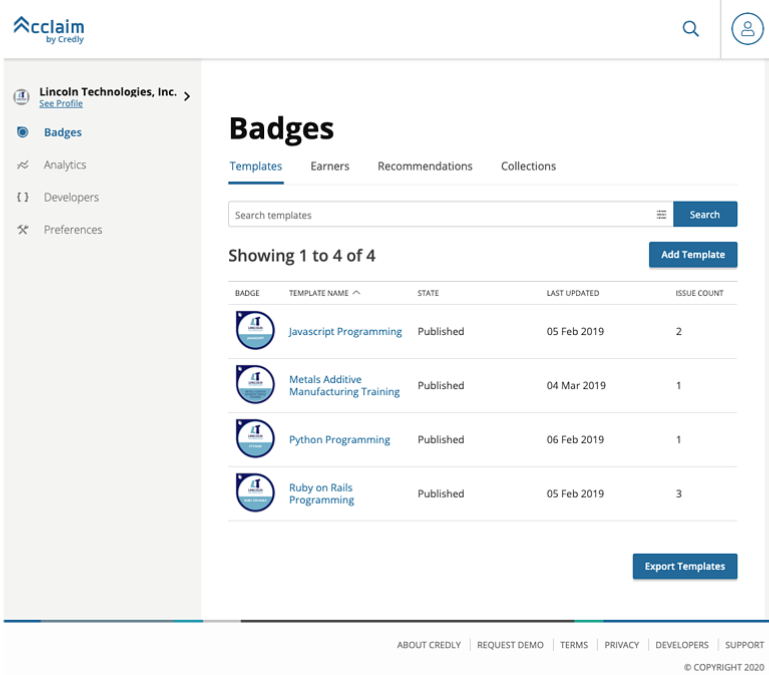 Acclaim
by Credly
Lincoln Technologies, Inc.
See Profile
Badges
Analytics
Developers
Preferences
Badges
Templates Earners Recommendations Collections
Search templates Search
Showing 1 to 4 of 4 Add Template
BADGE TEMPLATE NAME STATE LAST UPDATED ISSUE COUNT
LINCOLN
Javascript Programming Published 05 Feb 2019 2
LINCOLN
Metals Additive
Manufacturing Training Published 04 Mar 2019 1
LINCOLN
Python Programming Published 06 Feb 2019 1
LINCOLN
Ruby on Rails
Programming Published 05 Feb 2019 3
Export Templates
ABOUT CREDLY REQUEST DEMO TERMS PRIVACY DEVELOPERS SUPPORT
© COPYRIGHT 2020